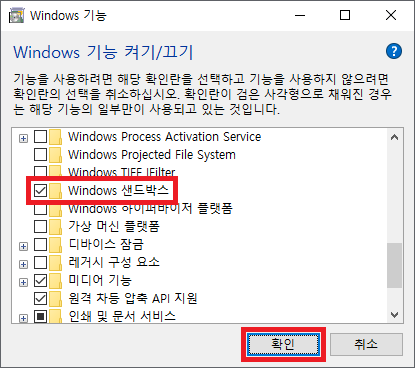 Windows 기능
Windows 기능 켜기/끄기
기능을 사용하려면 해당 확인란을 선택하고 기능을 사용하지 않으려면
확인란의 선택을 취소하십시오. 확인란이 검은 사각형으로 채워진 경우
는 해당 기능의 일부만이 사용되고 있는 것입니다.
Windows Process Activation Service
Windows Projected File System
Windows TIFF IFilter
Windows 샌드박스
Windows 하이퍼바이저 플랫폼
가상 머신 플랫폼
디바이스 잠금
레거시 구성 요소
미디어 기능
원격 차등 압축 API 지원
인쇄 및 문서 서비스
확인
취소